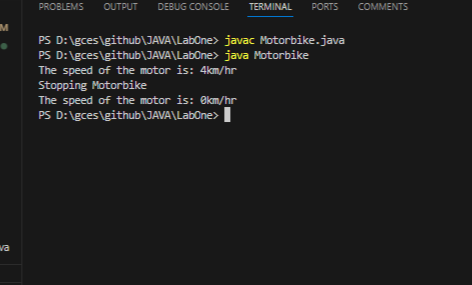 PROBLEMS OUTPUT DEBUG CONSOLE TERMINAL PORTS COMMENTS
M
PS D:\gces\github\JAVA\LabOne> javac Motorbike.java
PS D:\gces\github\JAVA\LabOne> java Motorbike
The speed of the motor is: 4km/hr
Stopping Motorbike
The speed of the motor is: 0km/hr
PS D:\gces\github\JAVA\LabOne>
va